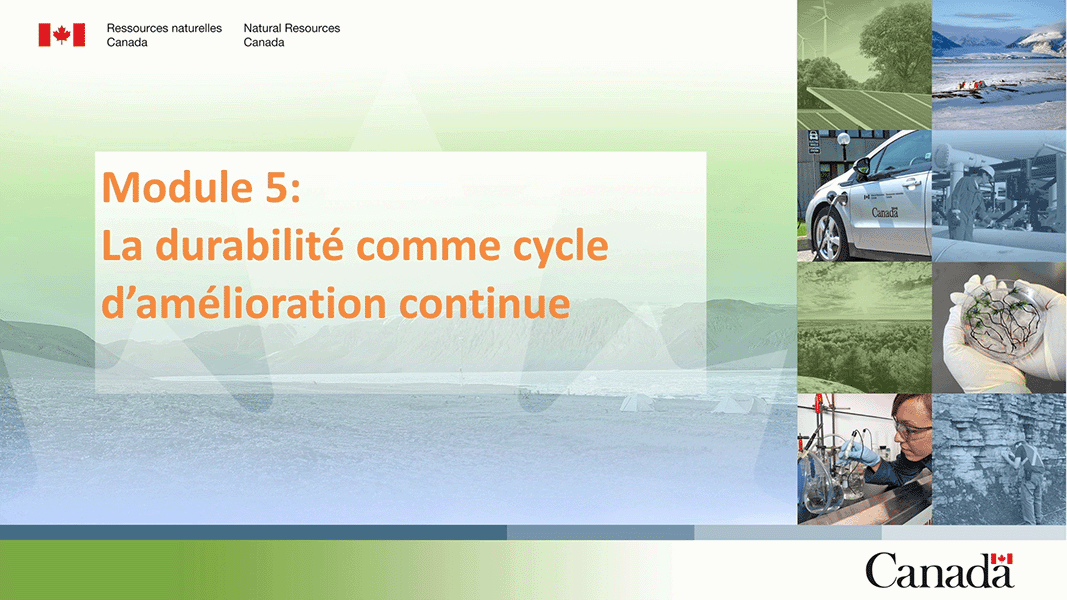 Ressources naturelles
Canada
Natural Resources
Canada
Module 5:
La durabilité comme cycle
d’amélioration continue
Canada
Canada